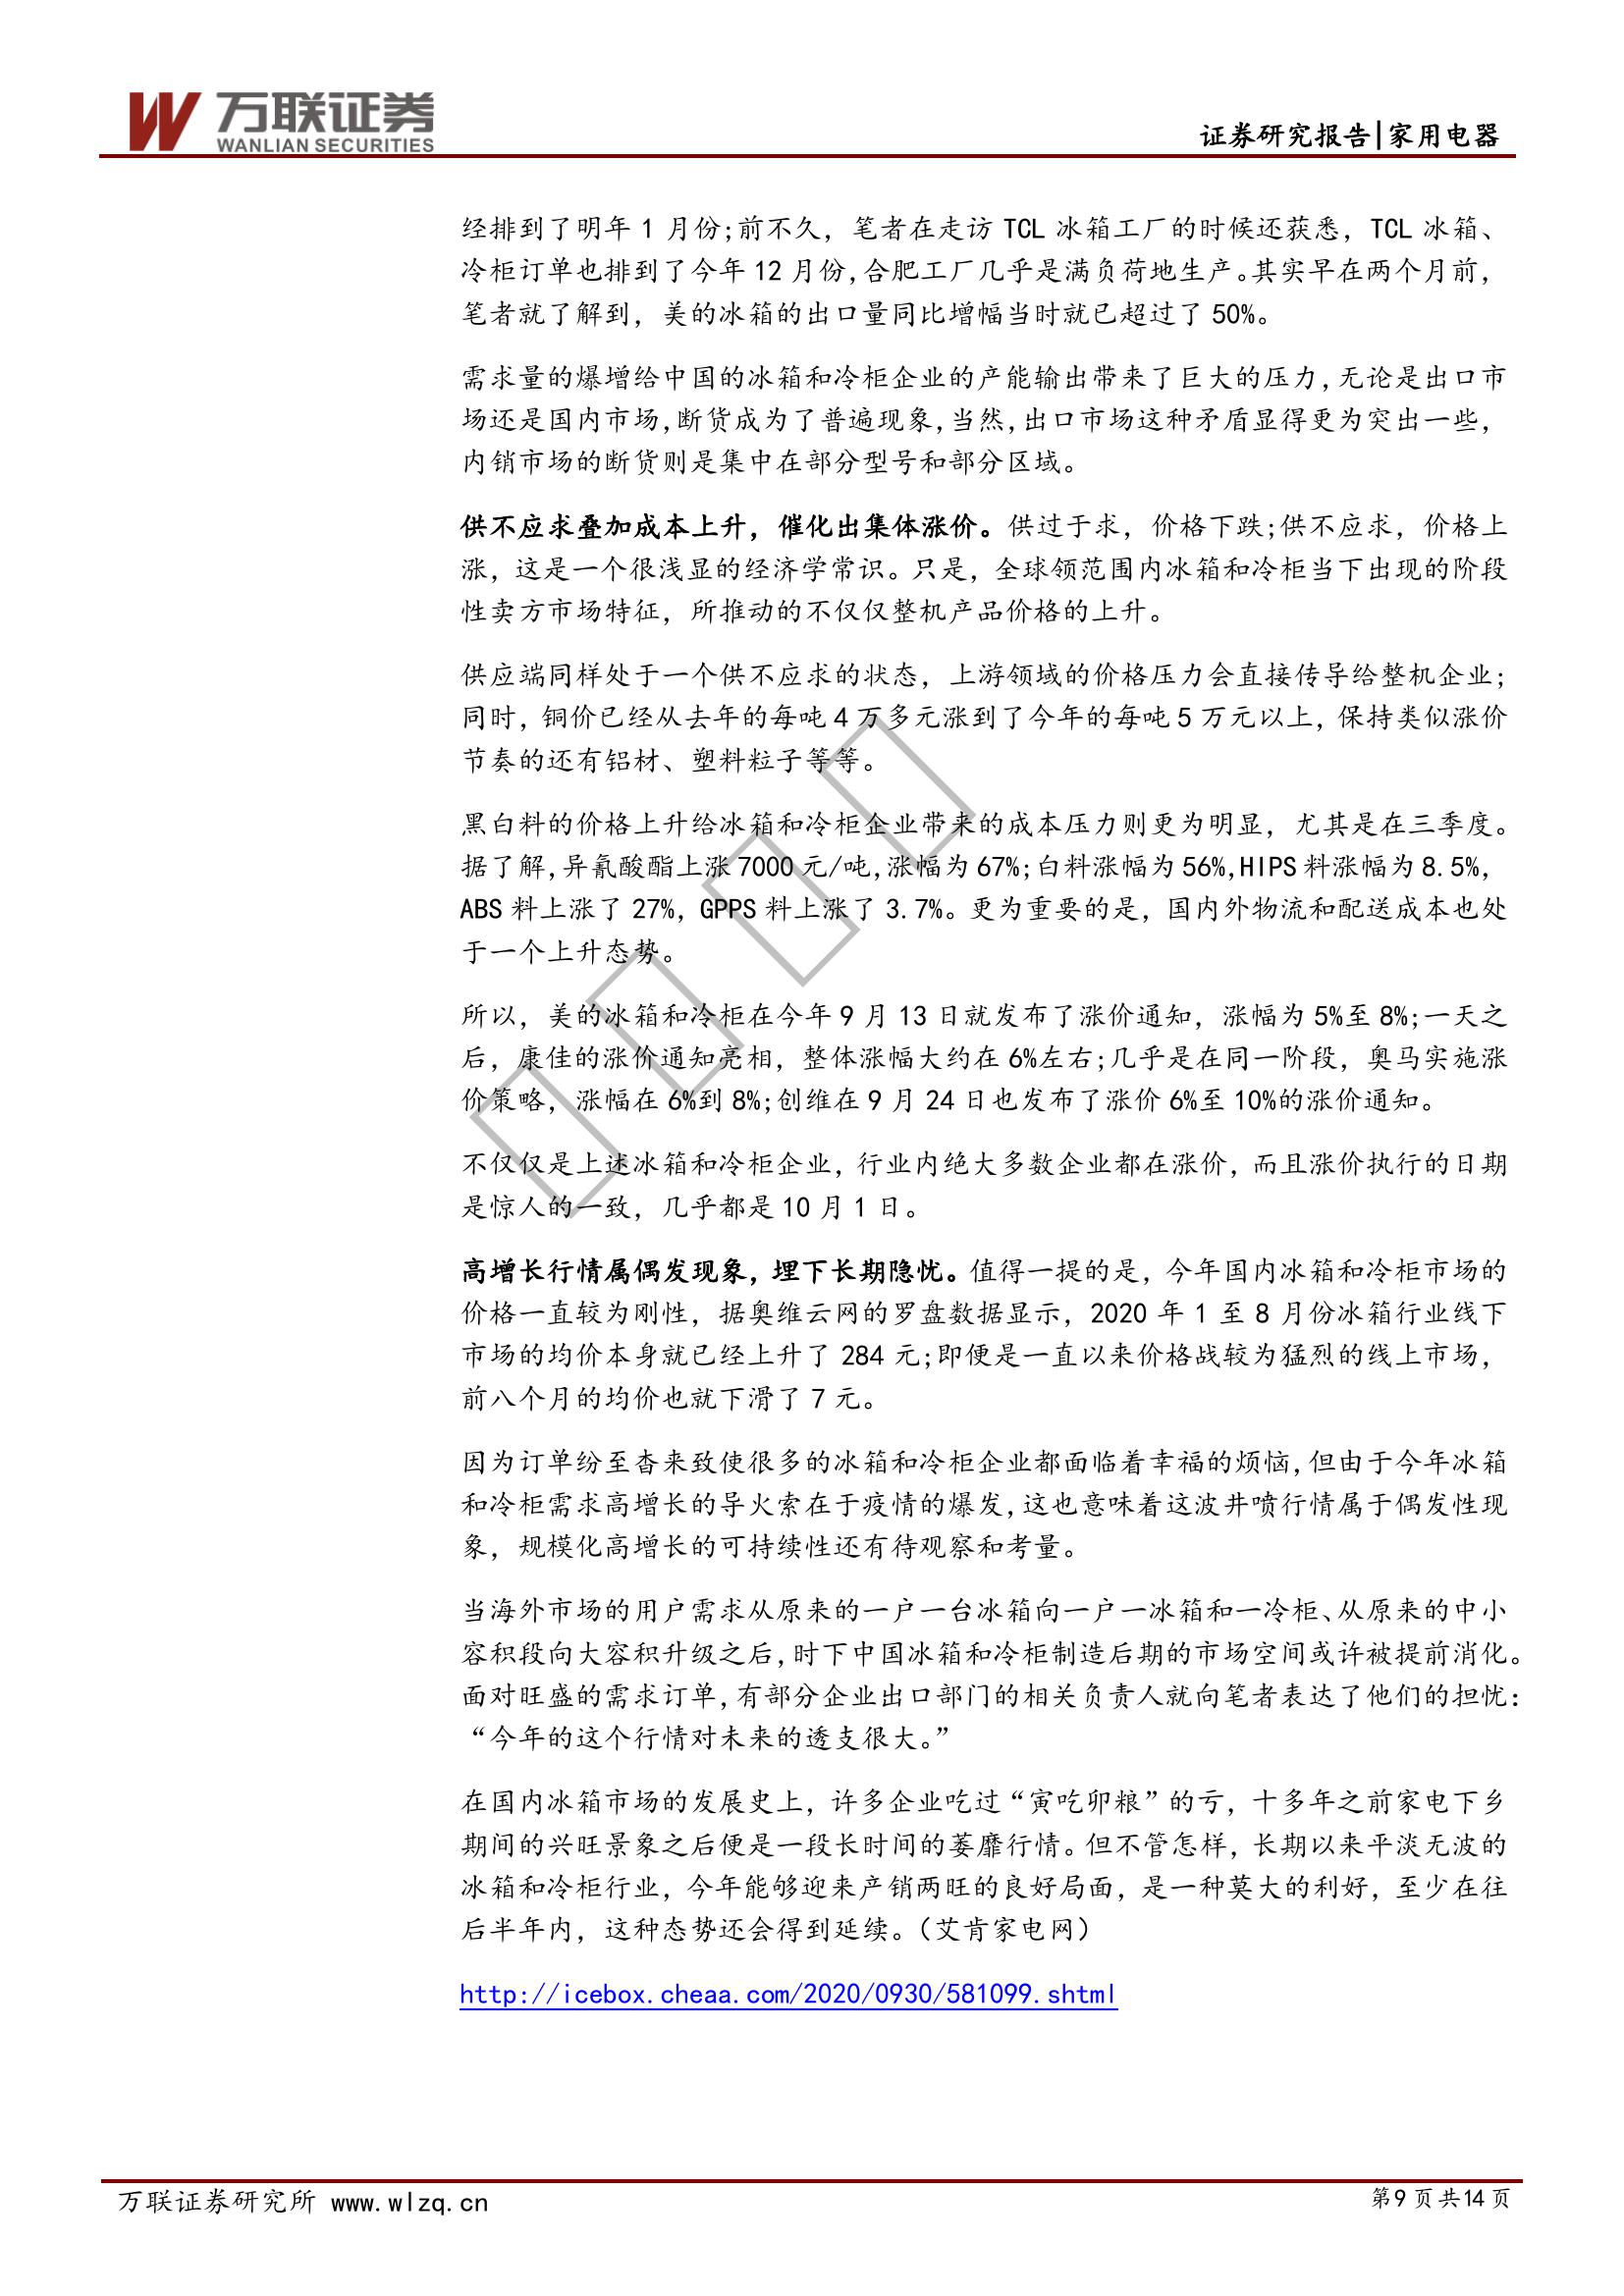 万联证券
WANLIAN SECURITIES
证券研究报告|家用电器
经排到了明年 1 月份;前不久，笔者在走访 TCL 冰箱工厂的时候还获悉，TCL 冰箱、
冷柜订单也排到了今年 12 月份,合肥工厂几乎是满负荷地生产。其实早在两个月前，
笔者就了解到，美的冰箱的出口量同比增幅当时就已超过了 50%。
需求量的爆增给中国的冰箱和冷柜企业的产能输出带来了巨大的压力,无论是出口市
场还是国内市场,断货成为了普遍现象,当然,出口市场这种矛盾显得更为突出一些，
内销市场的断货则是集中在部分型号和部分区域。
供不应求叠加成本上升，催化出集体涨价。供过于求，价格下跌;供不应求，价格上
涨，这是一个很浅显的经济学常识。只是，全球领范围内冰箱和冷柜当下出现的阶段
性卖方市场特征，所推动的不仅仅整机产品价格的上升。
供应端同样处于一个供不应求的状态，上游领域的价格压力会直接传导给整机企业;
同时，铜价已经从去年的每吨 4 万多元涨到了今年的每吨 5 万元以上，保持类似涨价
节奏的还有铝材、塑料粒子等等。
黑白料的价格上升给冰箱和冷柜企业带来的成本压力则更为明显，尤其是在三季度。
据了解,异氰酸酯上涨 7000 元/吨,涨幅为 67%;白料涨幅为 56%,HIPS 料涨幅为 8.5%，
ABS 料上涨了 27%，GPPS 料上涨了 3.7%。更为重要的是，国内外物流和配送成本也处
于一个上升态势。
所以，美的冰箱和冷柜在今年 9 月 13 日就发布了涨价通知，涨幅为 5%至 8%;一天之
后，康佳的涨价通知亮相，整体涨幅大约在 6%左右;几乎是在同一阶段，奥马实施涨
价策略，涨幅在 6%到 8%;创维在 9 月 24 日也发布了涨价 6%至 10%的涨价通知。
不仅仅是上述冰箱和冷柜企业，行业内绝大多数企业都在涨价，而且涨价执行的日期
是惊人的一致，几乎都是 10 月 1 日。
高增长行情属偶发现象，埋下长期隐忧。值得一提的是，今年国内冰箱和冷柜市场的
价格一直较为刚性，据奥维云网的罗盘数据显示，2020 年 1 至 8 月份冰箱行业线下
市场的均价本身就已经上升了 284 元;即便是一直以来价格战较为猛烈的线上市场，
前八个月的均价也就下滑了 7 元。
因为订单纷至沓来致使很多的冰箱和冷柜企业都面临着幸福的烦恼,但由于今年冰箱
和冷柜需求高增长的导火索在于疫情的爆发,这也意味着这波井喷行情属于偶发性现
象，规模化高增长的可持续性还有待观察和考量。
当海外市场的用户需求从原来的一户一台冰箱向一户一冰箱和一冷柜、从原来的中小
容积段向大容积升级之后,时下中国冰箱和冷柜制造后期的市场空间或许被提前消化。
面对旺盛的需求订单,有部分企业出口部门的相关负责人就向笔者表达了他们的担忧：
“今年的这个行情对未来的透支很大。”
在国内冰箱市场的发展史上，许多企业吃过“寅吃卯粮”的亏，十多年之前家电下乡
期间的兴旺景象之后便是一段长时间的萎靡行情。但不管怎样，长期以来平淡无波的
冰箱和冷柜行业，今年能够迎来产销两旺的良好局面，是一种莫大的利好，至少在往
后半年内，这种态势还会得到延续。（艾肯家电网）
http://icebox.cheaa.com/2020/0930/581099.shtml
万联证券研究所 www.wlzq.cn
第9 页共14 页